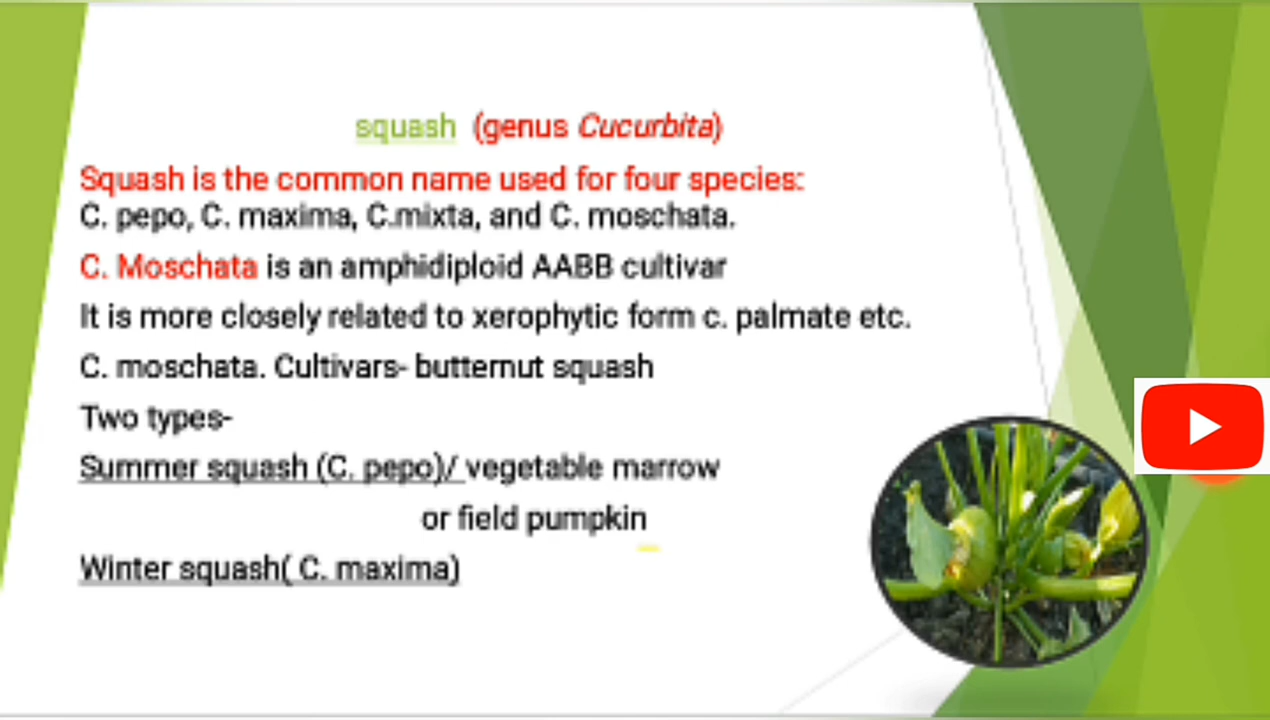 squash (genus Cucurbita)
Squash is the common name used for four species:
C. pepo, C. maxima, C.mixta, and C. moschata.
C. Moschata is an amphidiploid AABB cultivar
It is more closely related to xerophytic form c. palmate etc.
C. moschata. Cultivars- butternut squash
Two types-
Summer squash (C. pepo)/ vegetable marrow
or field pumpkin
Winter squash( C. maxima)